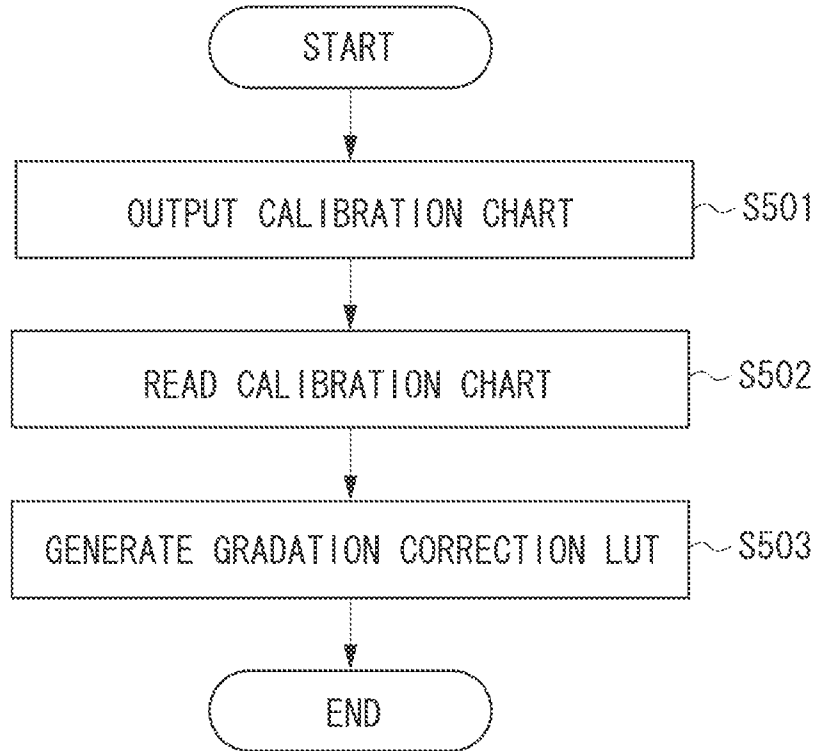 START
OUTPUT CALIBRATION CHART
S501
READ CALIBRATION CHART
S502
GENERATE GRADATION CORRECTION LUT
S503
END